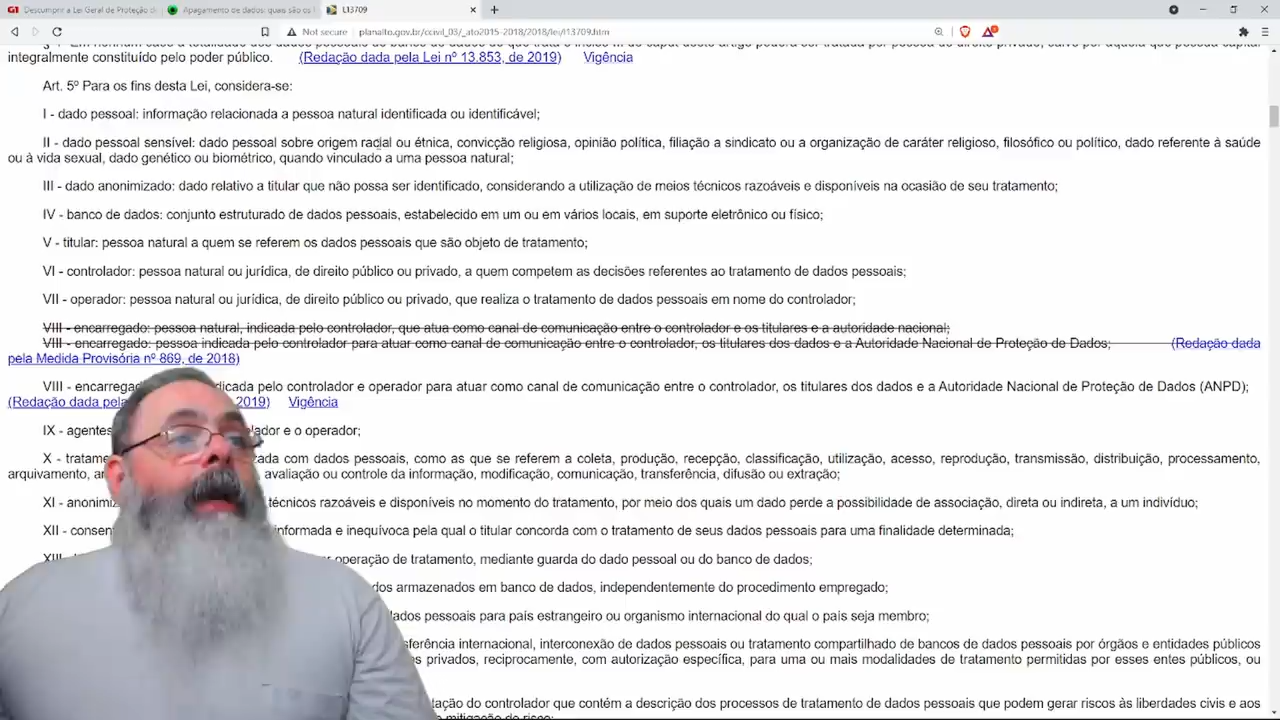 G1 Descumprir a Lei Geral de Proteção d
Apagamento de dados: quais são os l
L13709
Not secure planalto.gov.br/ccivil_03/_ato2015-2018/2018/lei/l13709.htm
integralmente constituído pelo poder público. (Redação dada pela Lei nº 13.853, de 2019) Vigência
Art. 5º Para os fins desta Lei, considera-se:
I - dado pessoal: informação relacionada a pessoa natural identificada ou identificável;
II - dado pessoal sensível: dado pessoal sobre origem racial ou étnica, convicção religiosa, opinião política, filiação a sindicato ou a organização de caráter religioso, filosófico ou político, dado referente à saúde
ou à vida sexual, dado genético ou biométrico, quando vinculado a uma pessoa natural;
III - dado anonimizado: dado relativo a titular que não possa ser identificado, considerando a utilização de meios técnicos razoáveis e disponíveis na ocasião de seu tratamento;
IV - banco de dados: conjunto estruturado de dados pessoais, estabelecido em um ou em vários locais, em suporte eletrônico ou físico;
V - titular: pessoa natural a quem se referem os dados pessoais que são objeto de tratamento;
VI - controlador: pessoa natural ou jurídica, de direito público ou privado, a quem competem as decisões referentes ao tratamento de dados pessoais;
VII - operador: pessoa natural ou jurídica, de direito público ou privado, que realiza o tratamento de dados pessoais em nome do controlador;
VIII - encarregado: pessoa natural, indicada pelo controlador, que atua como canal de comunicação entre o controlador e os titulares e a autoridade nacional;
VIII - encarregado: pessoa indicada pelo controlador para atuar como canal de comunicação entre o controlador, os titulares dos dados e a Autoridade Nacional de Proteção de Dados; (Redação dada
pela Medida Provisória nº 869, de 2018)
VIII - encarregad dicada pelo controlador e operador para atuar como canal de comunicação entre o controlador, os titulares dos dados e a Autoridade Nacional de Proteção de Dados (ANPD);
(Redação dada pela 2019) Vigência
IX - agentes lador e o operador;
X - tratame zada com dados pessoais, como as que se referem a coleta, produção, recepção, classificação, utilização, acesso, reprodução, transmissão, distribuição, processamento,
arquivamento, ar avaliação ou controle da informação, modificação, comunicação, transferência, difusão ou extração;
XI - anonimiz técnicos razoáveis e disponíveis no momento do tratamento, por meio dos quais um dado perde a possibilidade de associação, direta ou indireta, a um indivíduo;
XII - consen informada e inequívoca pela qual o titular concorda com o tratamento de seus dados pessoais para uma finalidade determinada;
XIII operação de tratamento, mediante guarda do dado pessoal ou do banco de dados;
dos armazenados em banco de dados, independentemente do procedimento empregado;
dados pessoais para país estrangeiro ou organismo internacional do qual o país seja membro;
sferência internacional, interconexão de dados pessoais ou tratamento compartilhado de bancos de dados pessoais por órgãos e entidades públicos
s privados, reciprocamente, com autorização específica, para uma ou mais modalidades de tratamento permitidas por esses entes públicos, ou
tação do controlador que contém a descrição dos processos de tratamento de dados pessoais que podem gerar riscos às liberdades civis e aos
mitigação de risco;